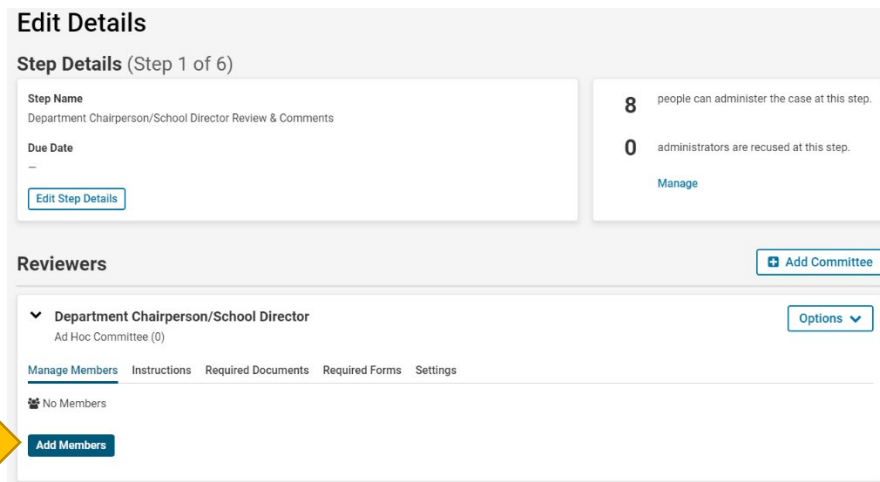 Edit Details
Step Details (Step 1 of 6)
Step Name
Department Chairperson/School Director Review & Comments
Due Date
—
Edit Step Details
8 people can administer the case at this step.
0 administrators are recused at this step.
Manage
Reviewers
Add Committee
Department Chairperson/School Director
Ad Hoc Committee (0)
Options
Manage Members Instructions Required Documents Required Forms Settings
No Members
Add Members